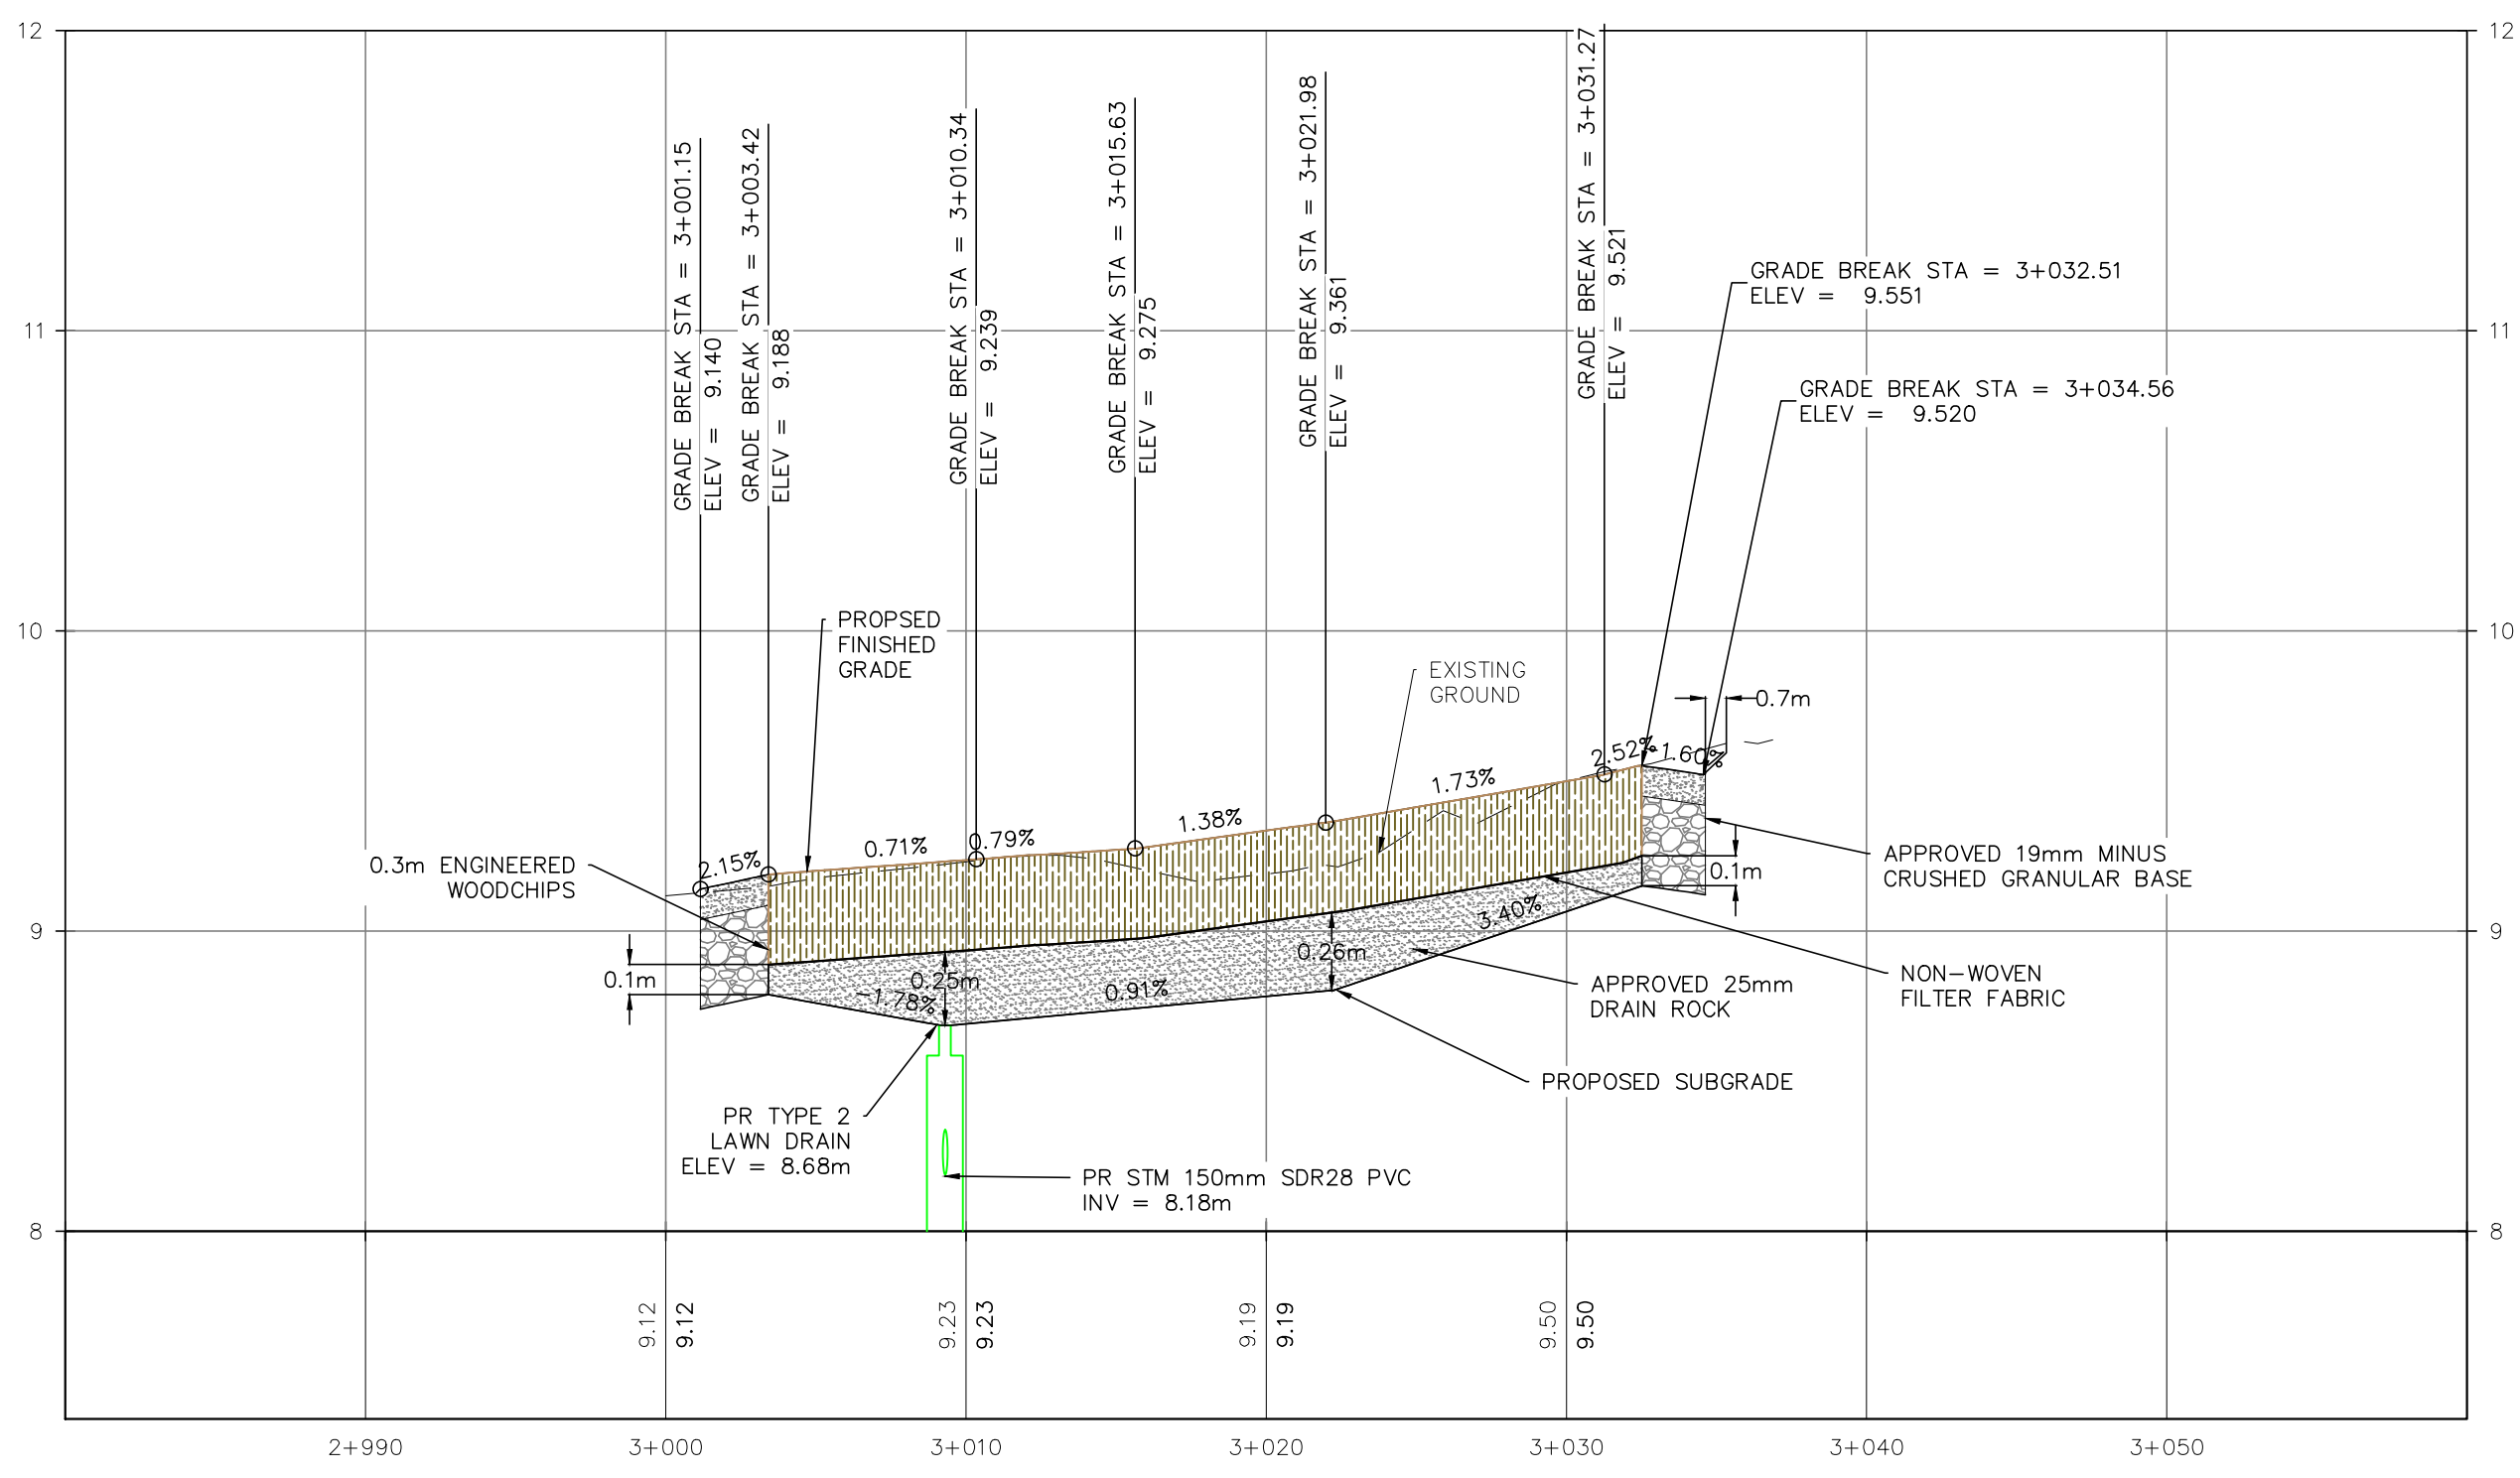 12
12
11
11
10
10
9
9
8
8
GRADE BREAK STA = 3+001.15
ELEV = 9.140
GRADE BREAK STA = 3+003.42
ELEV = 9.188
GRADE BREAK STA = 3+010.34
ELEV = 9.239
GRADE BREAK STA = 3+015.63
ELEV = 9.275
GRADE BREAK STA = 3+021.98
ELEV = 9.361
GRADE BREAK STA = 3+031.27
ELEV = 9.521
GRADE BREAK STA = 3+032.51
ELEV = 9.551
GRADE BREAK STA = 3+034.56
ELEV = 9.520
PROPSED
FINISHED
GRADE
EXISTING
GROUND
0.7m
2.15%
0.71%
0.79%
1.38%
1.73%
2.52%
-1.60%
0.3m ENGINEERED
WOODCHIPS
APPROVED 19mm MINUS
CRUSHED GRANULAR BASE
0.1m
0.1m
0.25m
0.26m
-1.78%
0.91%
3.40%
APPROVED 25mm
DRAIN ROCK
NON-WOVEN
FILTER FABRIC
PROPOSED SUBGRADE
PR TYPE 2
LAWN DRAIN
ELEV = 8.68m
PR STM 150mm SDR28 PVC
INV = 8.18m
9.12
9.12
9.23
9.23
9.19
9.19
9.50
9.50
2+990
3+000
3+010
3+020
3+030
3+040
3+050